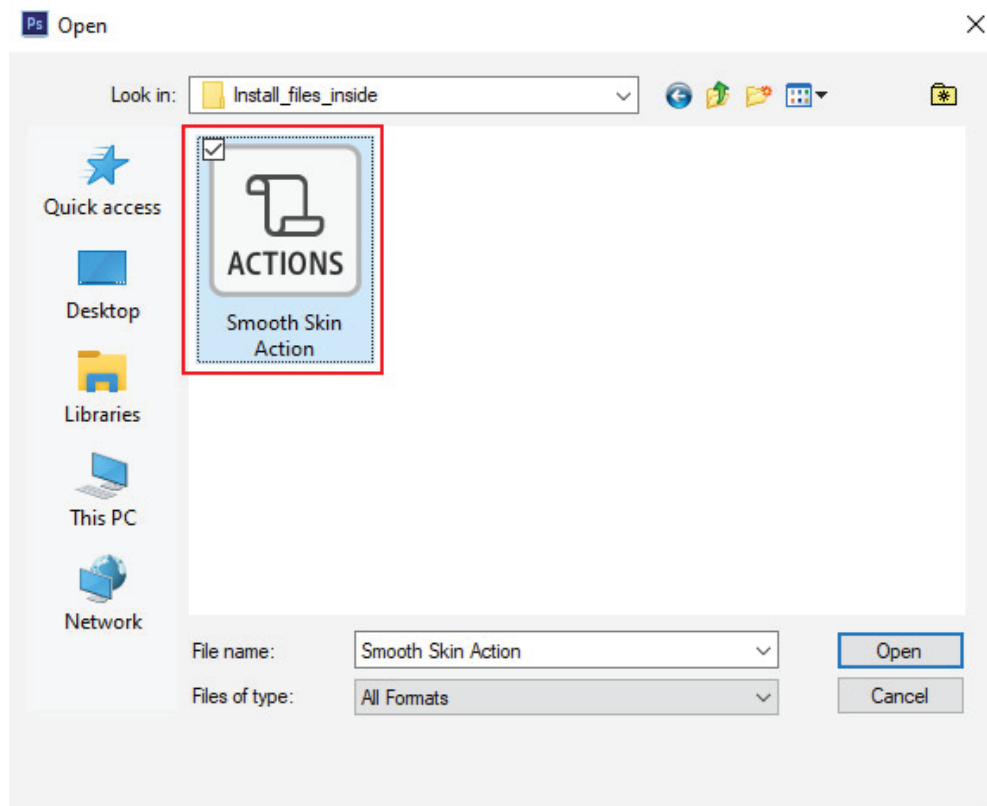 Ps Open
Look in: Install_files_inside
Quick access
Desktop
Libraries
This PC
Network
ACTIONS
Smooth Skin
Action
File name: Smooth Skin Action Open
Files of type: All Formats Cancel